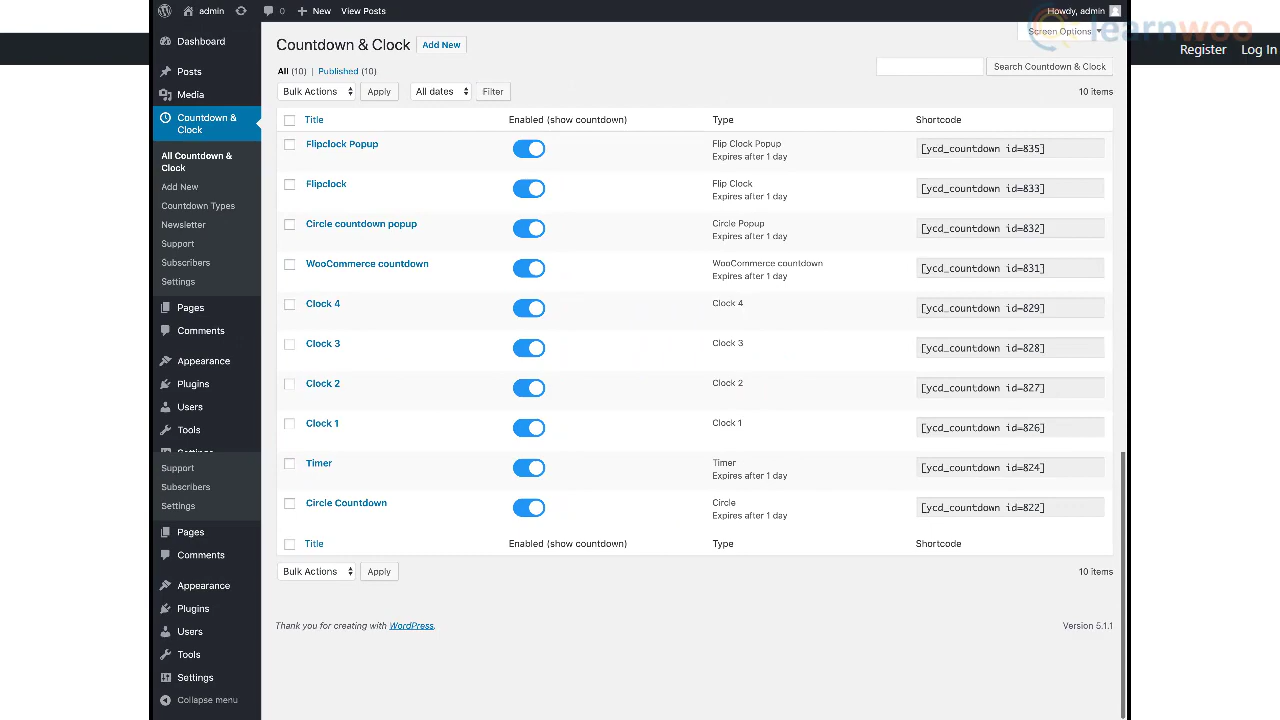 admin 0 New View Posts Howdy, admin
learnwoo
Register Log In
Dashboard
Posts
Media
Countdown & Clock
All Countdown & Clock
Add New
Countdown Types
Newsletter
Support
Subscribers
Settings
Pages
Comments
Appearance
Plugins
Users
Tools
Settings
Support
Subscribers
Settings
Pages
Comments
Appearance
Plugins
Users
Tools
Settings
Collapse menu
Screen Options
Countdown & Clock Add New
All (10) Published (10)
Search Countdown & Clock
Bulk Actions Apply All dates Filter 10 items
Title Enabled (show countdown) Type Shortcode
Flipclock Popup Flip Clock Popup [ycd_countdown id=835]
Expires after 1 day
Flipclock Flip Clock [ycd_countdown id=833]
Expires after 1 day
Circle countdown popup Circle Popup [ycd_countdown id=832]
Expires after 1 day
WooCommerce countdown WooCommerce countdown [ycd_countdown id=831]
Expires after 1 day
Clock 4 Clock 4 [ycd_countdown id=829]
Clock 3 Clock 3 [ycd_countdown id=828]
Clock 2 Clock 2 [ycd_countdown id=827]
Clock 1 Clock 1 [ycd_countdown id=826]
Timer Timer [ycd_countdown id=824]
Expires after 1 day
Circle Countdown Circle [ycd_countdown id=822]
Expires after 1 day
Title Enabled (show countdown) Type Shortcode
Bulk Actions Apply 10 items
Thank you for creating with WordPress. Version 5.1.1